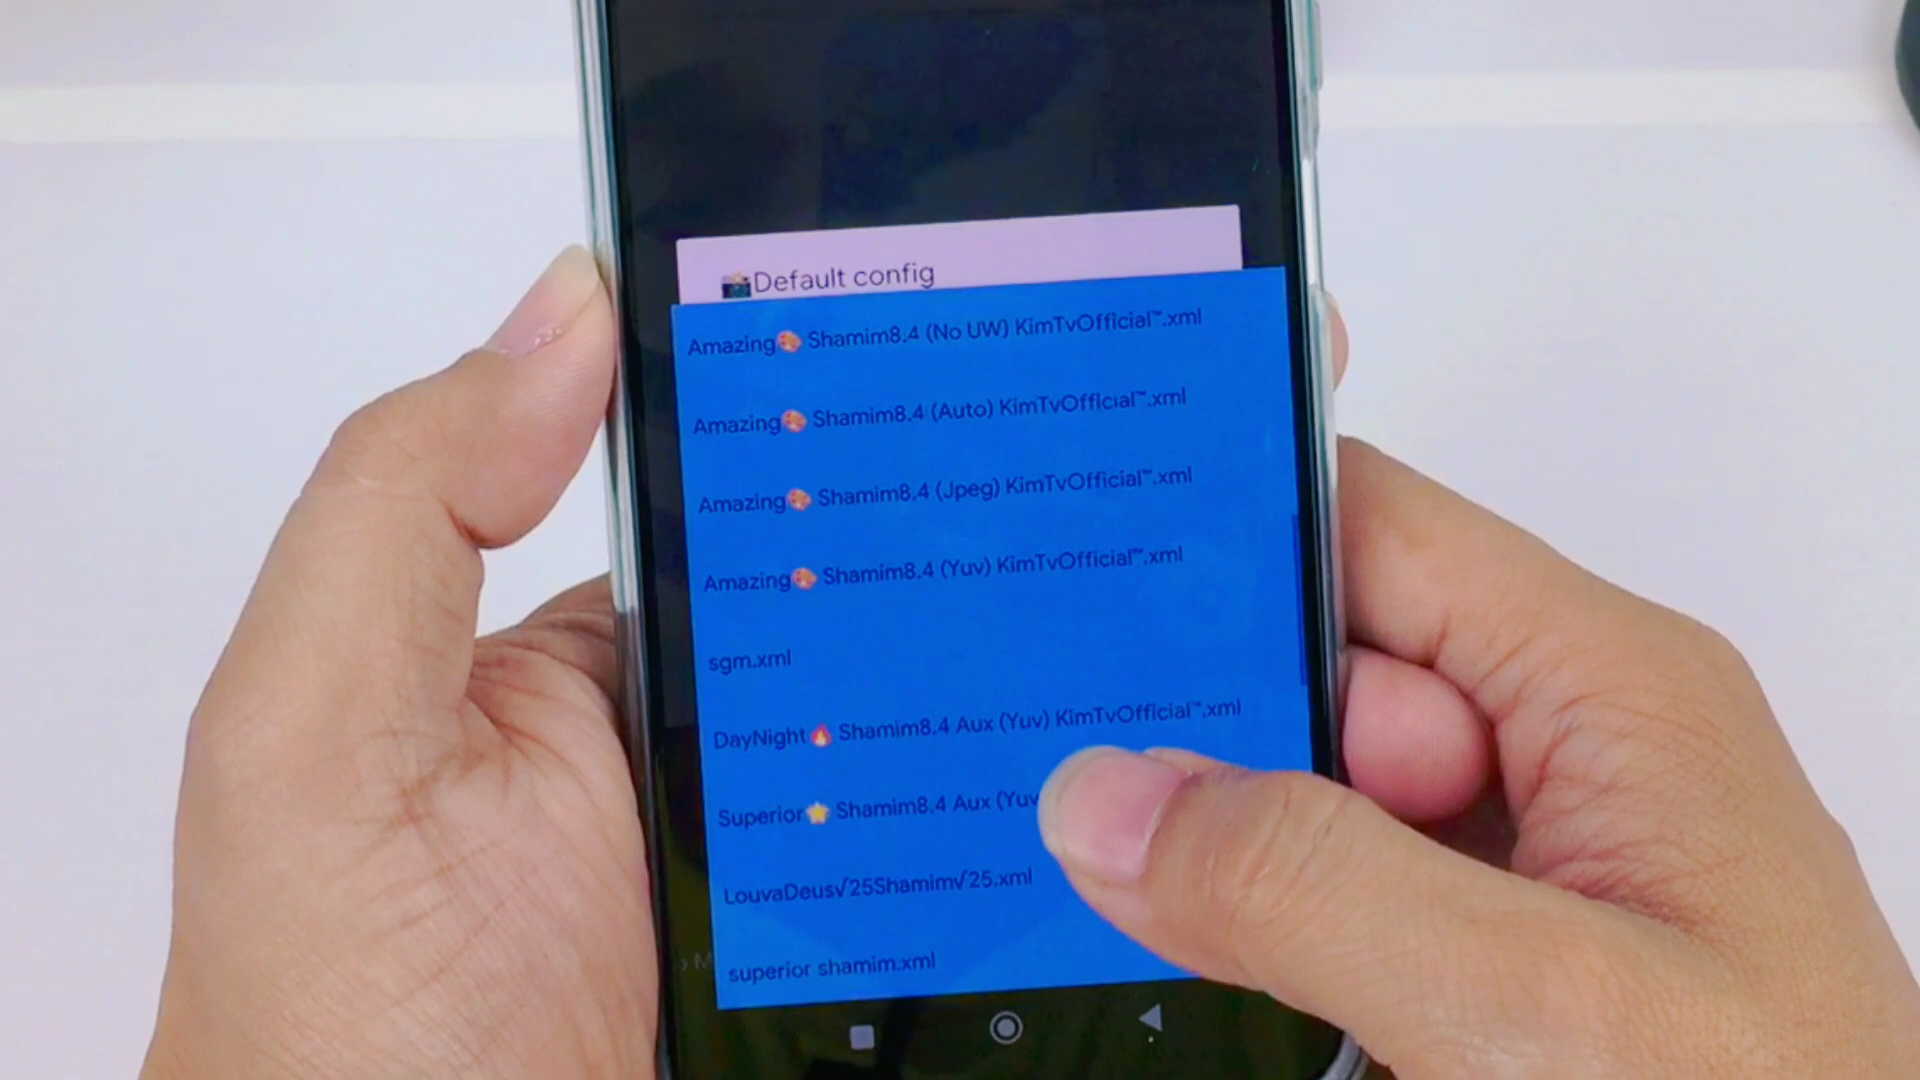 📸Default config
Amazing🎨 Shamim8.4 (No UW) KimTvOfficial™.xml
Amazing🎨 Shamim8.4 (Auto) KimTvOfficial™.xml
Amazing🎨 Shamim8.4 (Jpeg) KimTvOfficial™.xml
Amazing🎨 Shamim8.4 (Yuv) KimTvOfficial™.xml
sgm.xml
DayNight🔥 Shamim8.4 Aux (Yuv) KimTvOfficial™.xml
Superior⭐ Shamim8.4 Aux (Yuv
LouvaDeus√25Shamim√25.xml
superior shamim.xml